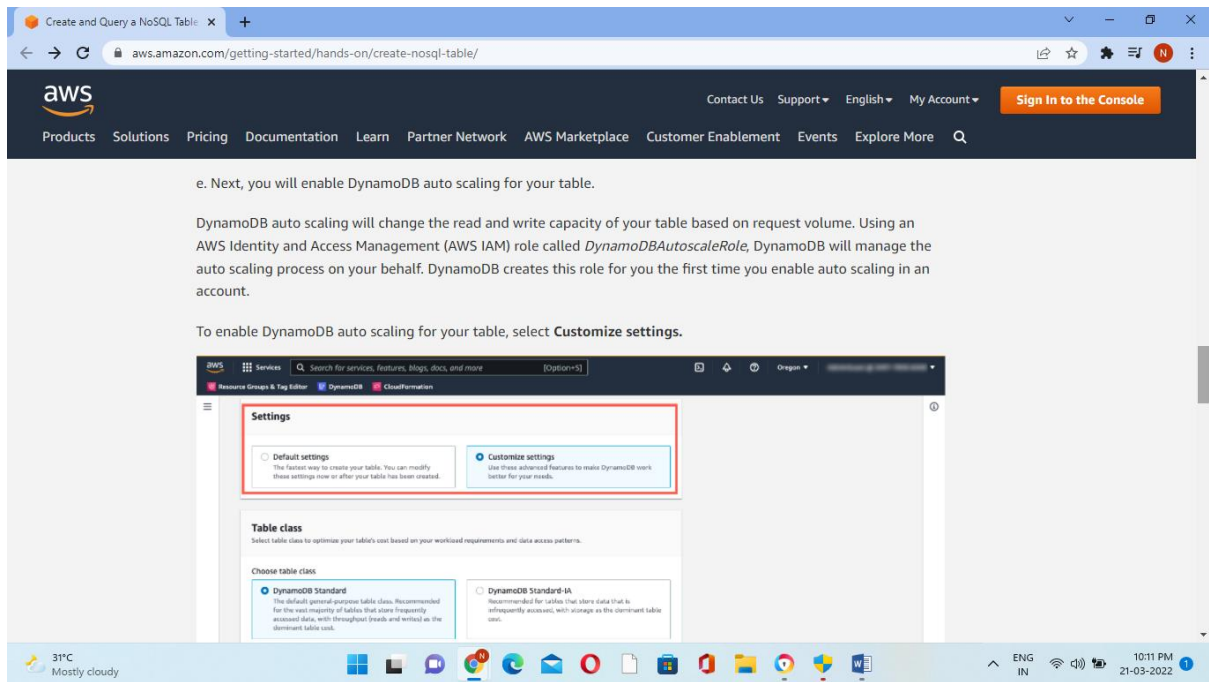 Create and Query a NoSQL Table
aws.amazon.com/getting-started/hands-on/create-nosql-table/
N
aws
Contact Us Support English My Account Sign In to the Console
Products Solutions Pricing Documentation Learn Partner Network AWS Marketplace Customer Enablement Events Explore More
e. Next, you will enable DynamoDB auto scaling for your table.
DynamoDB auto scaling will change the read and write capacity of your table based on request volume. Using an
AWS Identity and Access Management (AWS IAM) role called DynamoDBAutoscaleRole, DynamoDB will manage the
auto scaling process on your behalf. DynamoDB creates this role for you the first time you enable auto scaling in an
account.
To enable DynamoDB auto scaling for your table, select Customize settings.
aws Services Search for services, features, blogs, docs, and more [Option+S] Oregon
Resource Groups & Tag Editor DynamoDB CloudFormation
Settings
Default settings
The fastest way to create your table. You can modify
these settings now or after your table has been created.
Customize settings
Use these advanced features to make DynamoDB work
better for your needs.
Table class
Select table class to optimize your table's cost based on your workload requirements and data access patterns.
Choose table class
DynamoDB Standard
The default general-purpose table class. Recommended
for the vast majority of tables that store frequently
accessed data, with throughput (reads and writes) as the
dominant table cost.
DynamoDB Standard-IA
Recommended for tables that store data that is
infrequently accessed, with storage as the dominant table
cost.
31°C
Mostly cloudy
ENG
IN
10:11 PM
21-03-2022
1